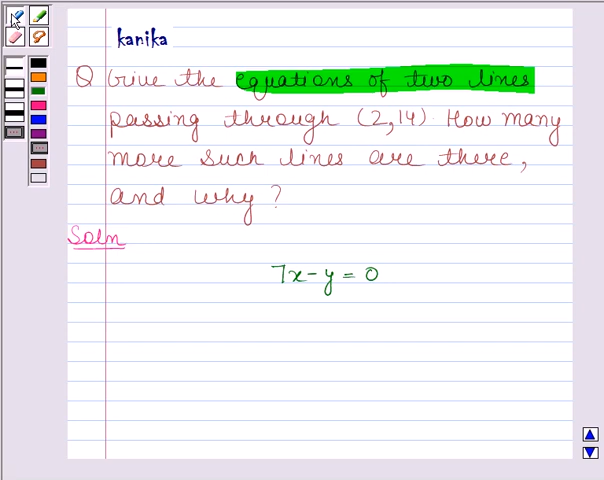 kanika
Q Give the equations of two lines
passing through (2,14). How many
more such lines are there,
and why?
Soln
7x-y=0